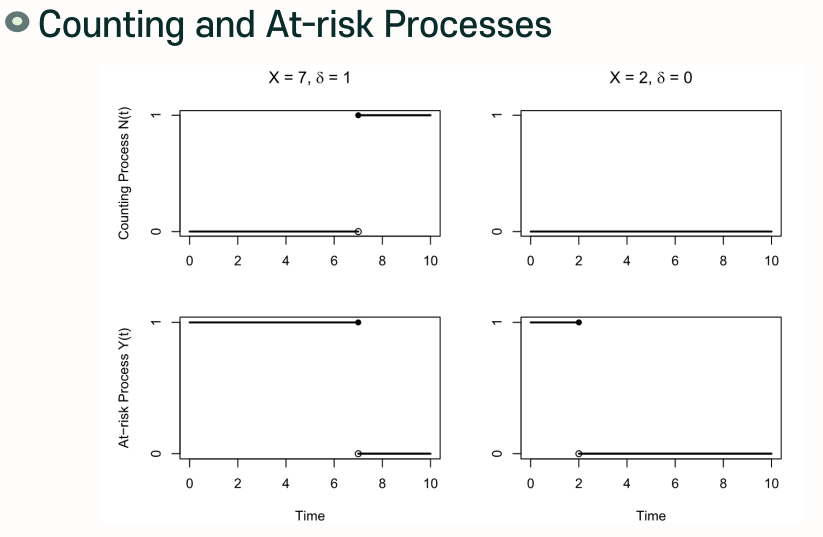 Counting and At-risk Processes
X = 7, δ = 1
X = 2, δ = 0
Counting Process N(t)
1
0
0 2 4 6 8 10
1
0
0 2 4 6 8 10
At−risk Process Y(t)
1
0
0 2 4 6 8 10
Time
1
0
0 2 4 6 8 10
Time